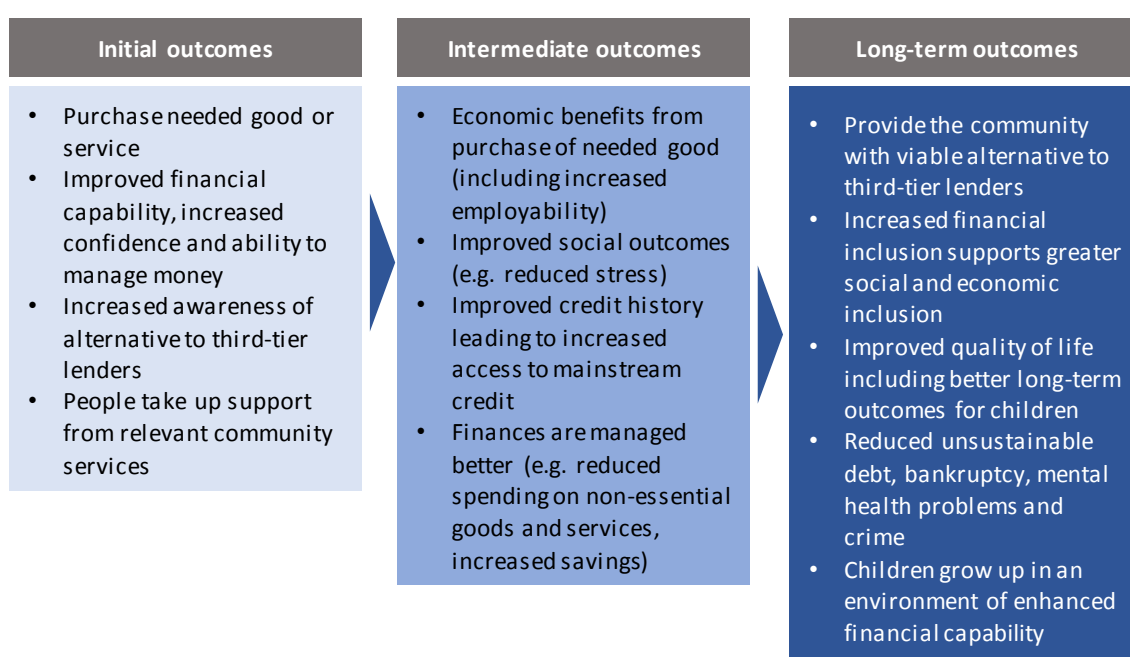 Initial outcomes
• Purchase needed good or
service
• Improved financial
capability, increased
confidence and ability to
manage money
• Increased awareness of
alternative to third-tier
lenders
• People take up support
from relevant community
services
Intermediate outcomes
• Economic benefits from
purchase of needed good
(including increased
employability)
• Improved social outcomes
(e.g. reduced stress)
• Improved credit history
leading to increased
access to mainstream
credit
• Finances are managed
better (e.g. reduced
spending on non-essential
goods and services,
increased savings)
Long-term outcomes
• Provide the community
with viable alternative to
third-tier lenders
• Increased financial
inclusion supports greater
social and economic
inclusion
• Improved quality of life
including better long-term
outcomes for children
• Reduced unsustainable
debt, bankruptcy, mental
health problems and
crime
• Children grow up in an
environment of enhanced
financial capability